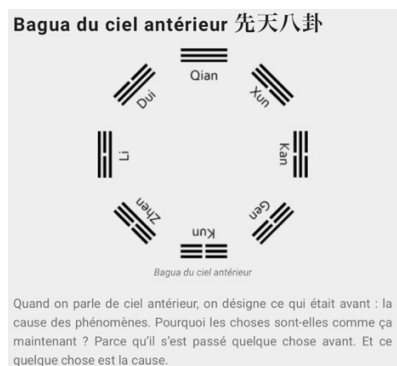 Bagua du ciel antérieur 先天八卦
Qian
Dui
Xun
Li
Kan
Zhen
Gen
Kun
Bagua du ciel antérieur
Quand on parle de ciel antérieur, on désigne ce qui était avant : la
cause des phénomènes. Pourquoi les choses sont-elles comme ça
maintenant ? Parce qu'il s'est passé quelque chose avant. Et ce
quelque chose est la cause.